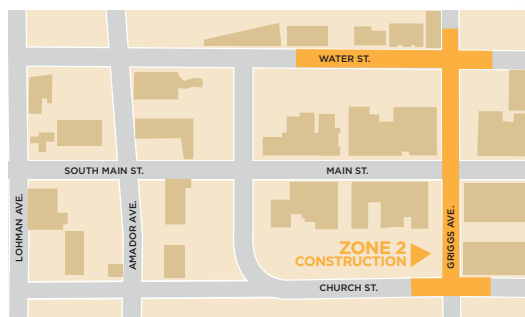 WATER ST.
SOUTH MAIN ST.
MAIN ST.
LOHMAN AVE.
AMADOR AVE.
GRIGGS AVE.
ZONE 2
CONSTRUCTION
CHURCH ST.